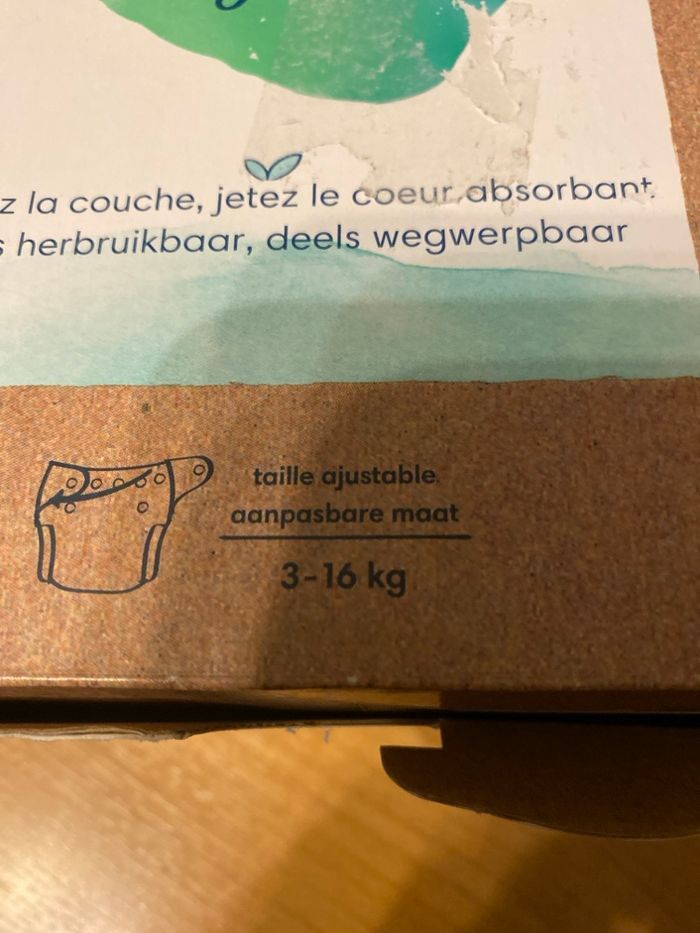 z la couche, jetez le coeur absorbant.
s herbruikbaar, deels wegwerpbaar
taille ajustable
aanpasbare maat
3-16 kg